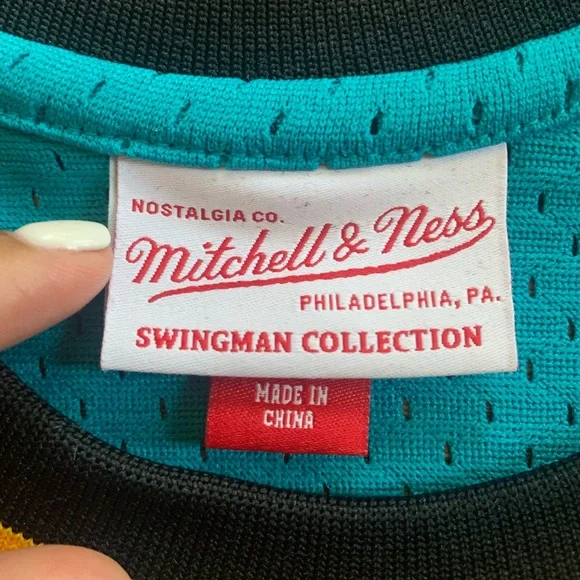 NOSTALGIA CO.
Mitchell & Ness
PHILADELPHIA, PA.
SWINGMAN COLLECTION
MADE IN
CHINA